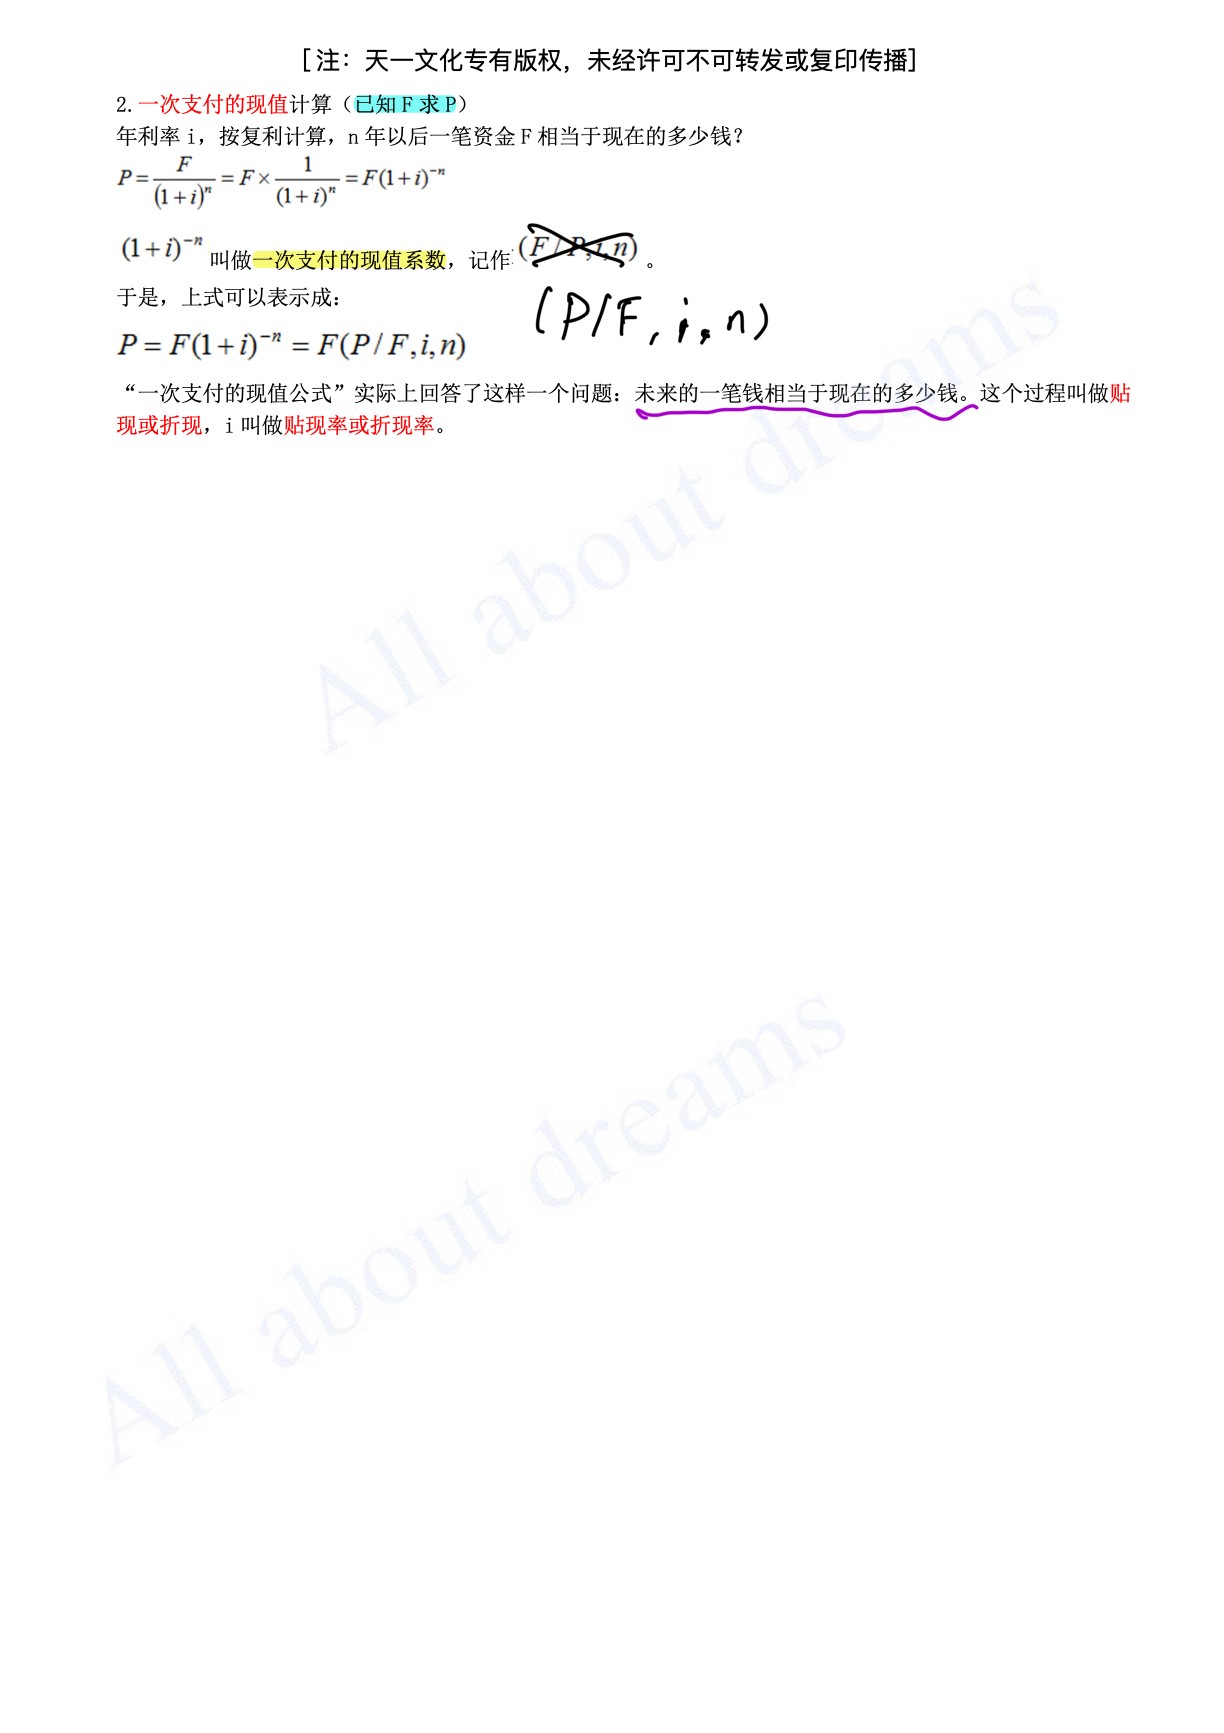 [注：天一文化专有版权，未经许可不可转发或复印传播]
2.一次支付的现值计算（已知 F 求 P）
年利率 i，按复利计算，n 年以后一笔资金 F 相当于现在的多少钱？
P = F/(1+i)^n = F × 1/(1+i)^n = F(1+i)^-n
(1+i)^-n 叫做一次支付的现值系数，记作 (F/P,i,n) 。
于是，上式可以表示成：
(P/F, i, n)
P = F(1+i)^-n = F(P/F,i,n)
“一次支付的现值公式”实际上回答了这样一个问题：未来的一笔钱相当于现在的多少钱。这个过程叫做贴
现或折现，i 叫做贴现率或折现率。
All about dreams
All about dreams